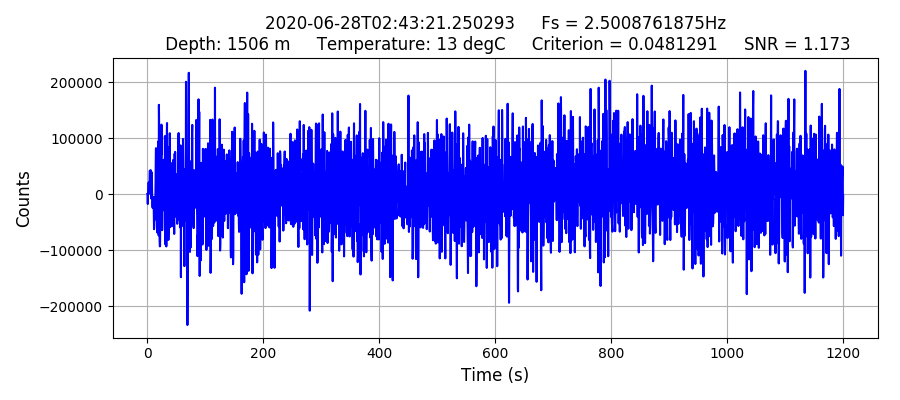 2020-06-28T02:43:21.250293     Fs = 2.5008761875Hz
Depth: 1506 m     Temperature: 13 degC     Criterion = 0.0481291     SNR = 1.173
Counts
200000
100000
0
−100000
−200000
0 200 400 600 800 1000 1200
Time (s)